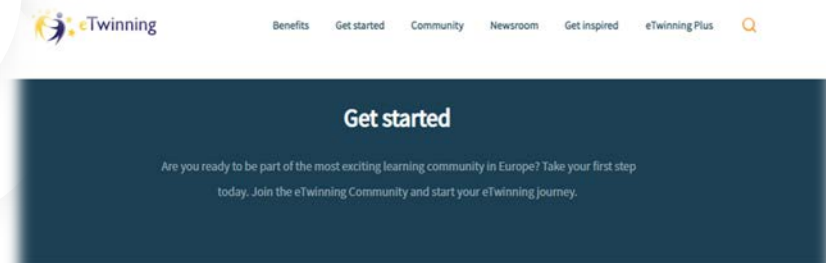 eTwinning
Benefits Get started Community Newsroom Get inspired eTwinning Plus
Get started
Are you ready to be part of the most exciting learning community in Europe? Take your first step
today. Join the eTwinning Community and start your eTwinning journey.